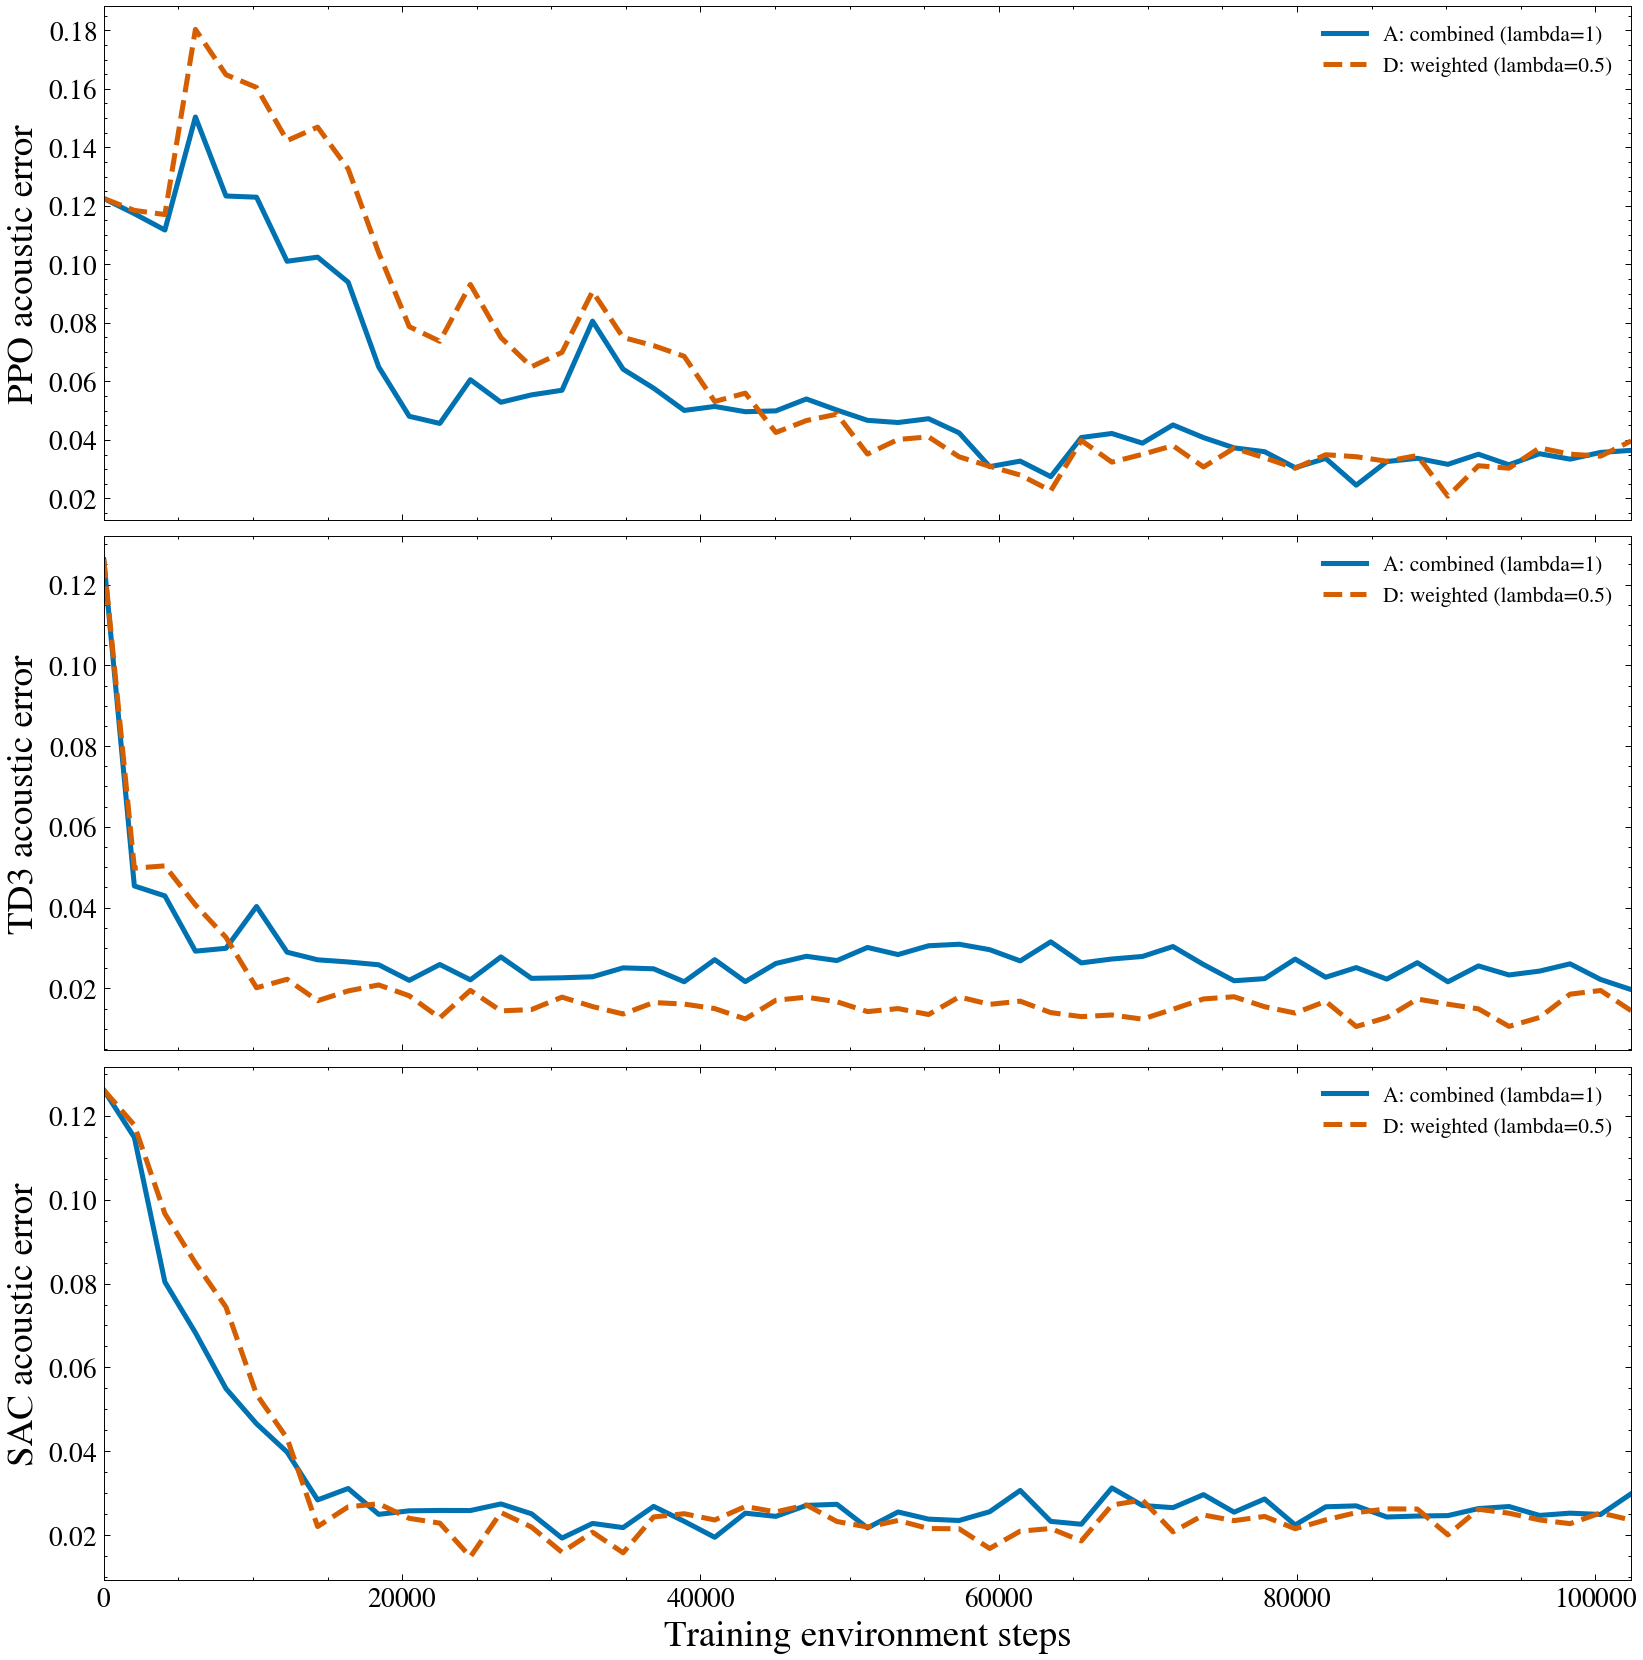 PPO acoustic error
0.18
0.16
0.14
0.12
0.10
0.08
0.06
0.04
0.02
A: combined (lambda=1)
D: weighted (lambda=0.5)
TD3 acoustic error
0.12
0.10
0.08
0.06
0.04
0.02
A: combined (lambda=1)
D: weighted (lambda=0.5)
SAC acoustic error
0.12
0.10
0.08
0.06
0.04
0.02
A: combined (lambda=1)
D: weighted (lambda=0.5)
0 20000 40000 60000 80000 100000
Training environment steps